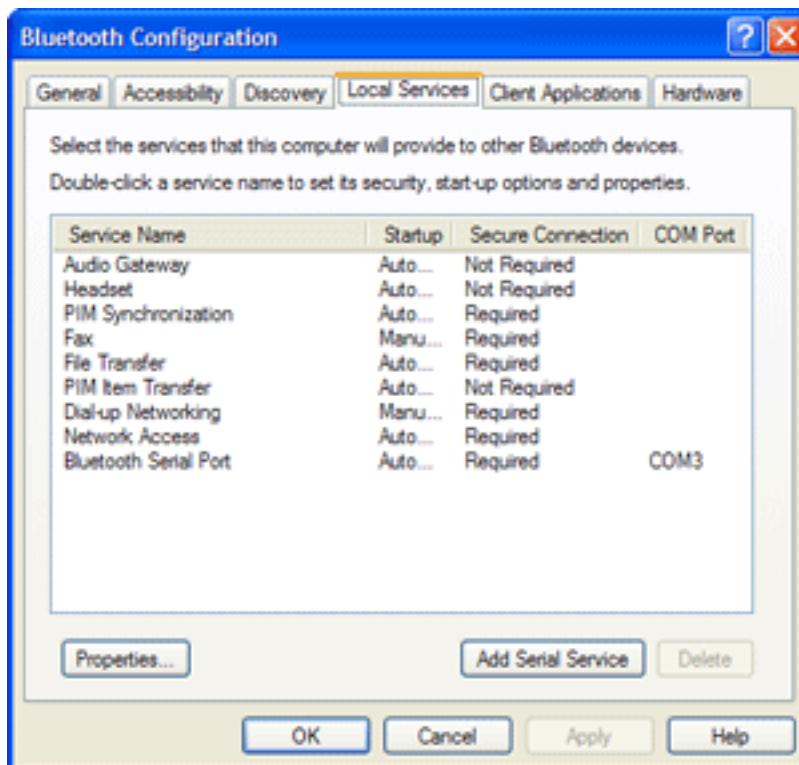 Bluetooth Configuration
General Accessibility Discovery Local Services Client Applications Hardware
Select the services that this computer will provide to other Bluetooth devices.
Double-click a service name to set its security, start-up options and properties.
Service Name Startup Secure Connection COM Port
Audio Gateway Auto... Not Required
Headset Auto... Not Required
PIM Synchronization Auto... Required
Fax Manu... Required
File Transfer Auto... Required
PIM Item Transfer Auto... Not Required
Dial-up Networking Manu... Required
Network Access Auto... Required
Bluetooth Serial Port Auto... Required COM3
Properties... Add Serial Service Delete
OK Cancel Apply Help